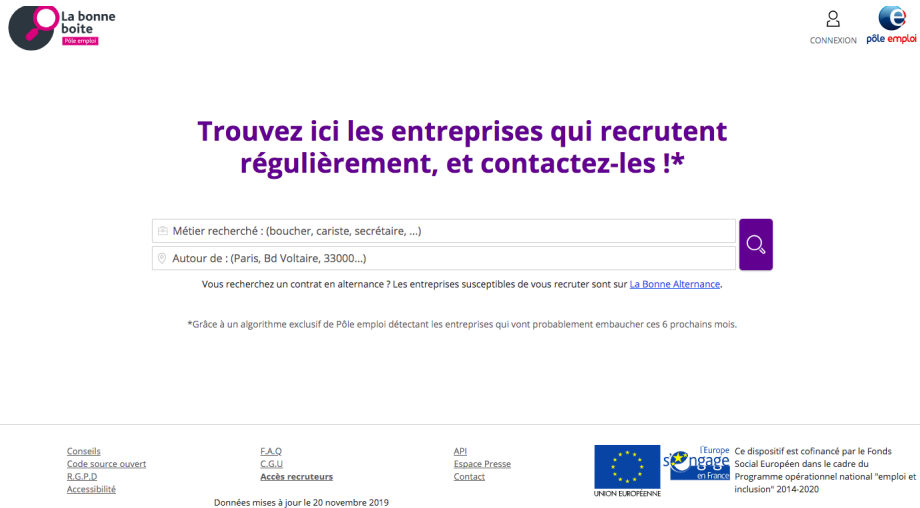 La bonne
boite
Pôle emploi
CONNEXION
pôle emploi
Trouvez ici les entreprises qui recrutent
régulièrement, et contactez-les !*
Métier recherché : (boucher, cariste, secrétaire, ...)
Autour de : (Paris, Bd Voltaire, 33000...)
Vous recherchez un contrat en alternance ? Les entreprises susceptibles de vous recruter sont sur La Bonne Alternance.
*Grâce à un algorithme exclusif de Pôle emploi détectant les entreprises qui vont probablement embaucher ces 6 prochains mois.
Conseils
Code source ouvert
R.G.P.D
Accessibilité
F.A.Q
C.G.U
Accès recruteurs
API
Espace Presse
Contact
Données mises à jour le 20 novembre 2019
UNION EUROPÉENNE
l'Europe
s'engage
en France
Ce dispositif est cofinancé par le Fonds
Social Européen dans le cadre du
Programme opérationnel national "emploi et
inclusion" 2014-2020